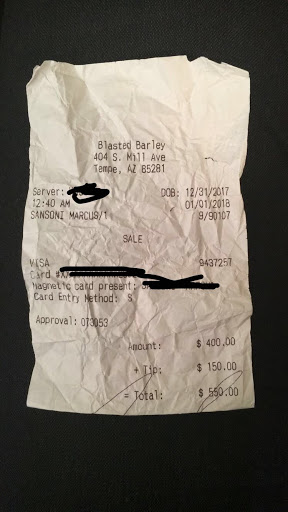 Blasted Barley
404 S. Mill Ave
Tempe, AZ 85281
Server: DOB: 12/31/2017
12:40 AM 01/01/2018
SANSONI MARCUS/1 9/90107
SALE
VISA 9437257
Card
Magnetic card present:
Card Entry Method: S
Approval: 073053
Amount: $ 400.00
+ Tip: $ 150.00
= Total: $ 550.00